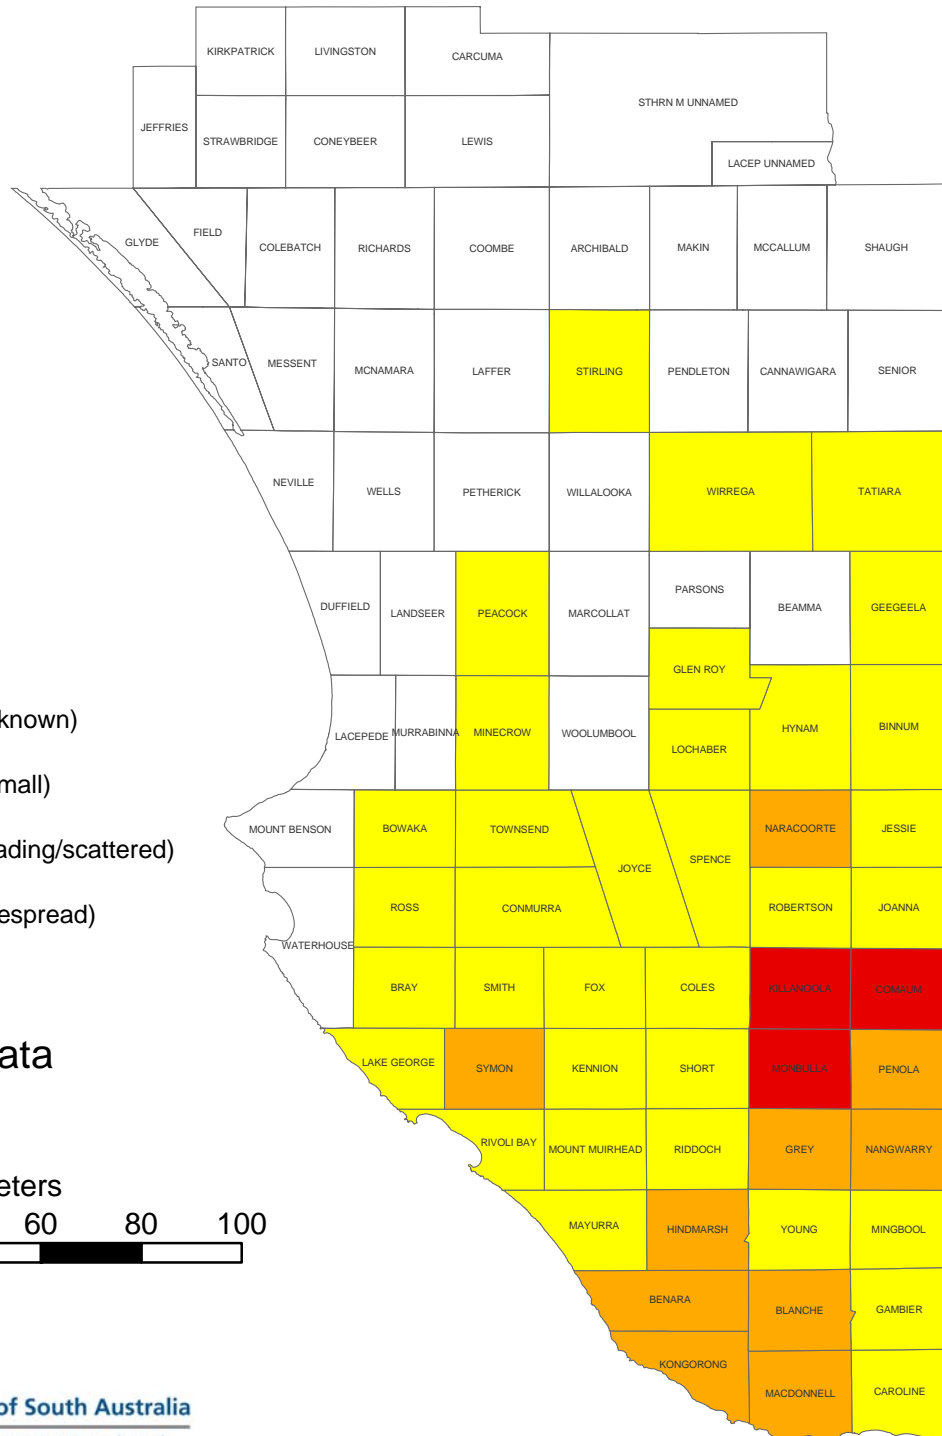 KIRKPATRICK LIVINGSTON CARCUMA
STHRN M UNNAMED
JEFFRIES STRAWBRIDGE CONEYBEER LEWIS
LACEP UNNAMED
GLYDE FIELD COLEBATCH RICHARDS COOMBE ARCHIBALD MAKIN MCCALLUM SHAUGH
SANTO MESSENT MCNAMARA LAFFER STIRLING PENDLETON CANNAWIGARA SENIOR
NEVILLE WELLS PETHERICK WILLALOOKA WIRREGA TATIARA
DUFFIELD LANDSEER PEACOCK MARCOLLAT PARSONS BEAMMA GEEGEELA
GLEN ROY
known)
LACEPEDE MURRABINNA MINECROW WOOLUMBOOL LOCHABER HYNAM BINNUM
mall)
MOUNT BENSON BOWAKA TOWNSEND JOYCE SPENCE NARACOORTE JESSIE
ading/scattered)
ROSS CONMURRA ROBERTSON JOANNA
espread)
WATERHOUSE
BRAY SMITH FOX COLES KILLANOOLA COMAUM
ata
LAKE GEORGE SYMON KENNION SHORT MONBULLA PENOLA
RIVOLI BAY MOUNT MUIRHEAD RIDDOCH GREY NANGWARRY
eters
60 80 100
MAYURRA HINDMARSH YOUNG MINGBOOL
BENARA BLANCHE GAMBIER
KONGORONG MACDONNELL CAROLINE
of South Australia